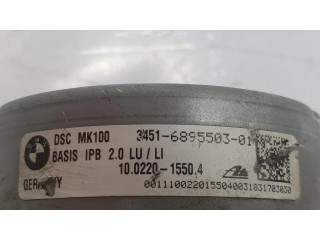 DSC MK100 3451-6895503-01
BASIS IPB 2.0 LU / LI
10.0220-1550.4
GERMANY
0011100220155040031831703030